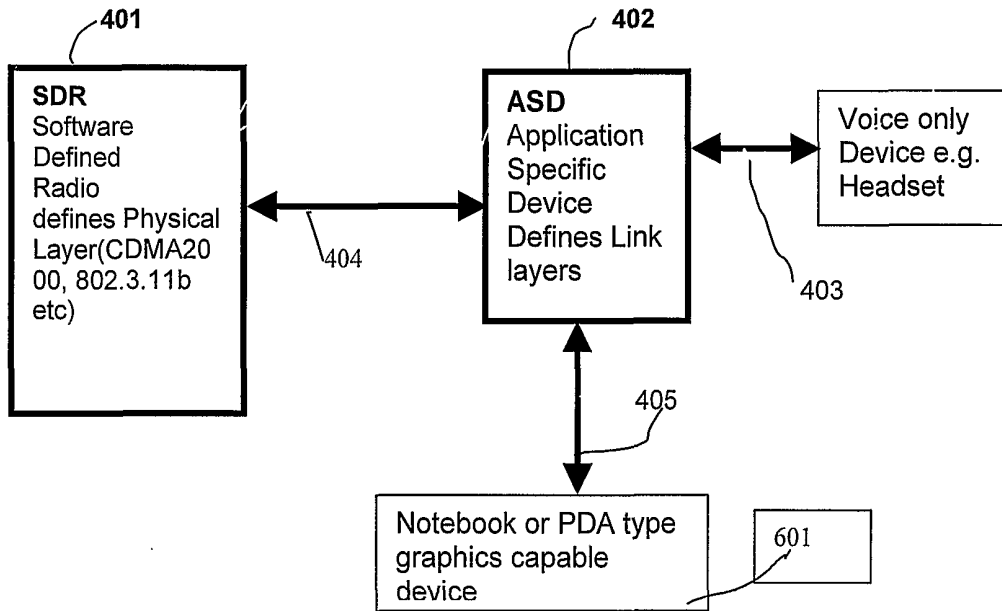 401
SDR
Software
Defined
Radio
defines Physical
Layer(CDMA20
00, 802.3.11b
etc)
404
402
ASD
Application
Specific
Device
Defines Link
layers
403
Voice only
Device e.g.
Headset
405
Notebook or PDA type
graphics capable
device
601